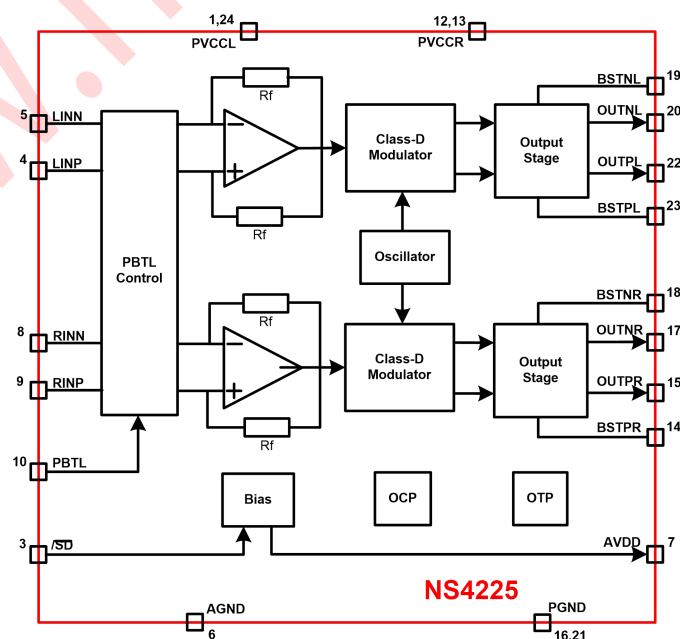 1,24
PVCCL
12,13
PVCCR
5
LINN
4
LINP
8
RINN
9
RINP
10
PBTL
3
/SD
PBTL
Control
Rf
Rf
Rf
Rf
Class-D
Modulator
Oscillator
Class-D
Modulator
Output
Stage
Output
Stage
BSTNL
19
OUTNL
20
OUTPL
22
BSTPL
23
BSTNR
18
OUTNR
17
OUTPR
15
BSTPR
14
Bias
OCP
OTP
AVDD
7
NS4225
AGND
6
PGND
16,21